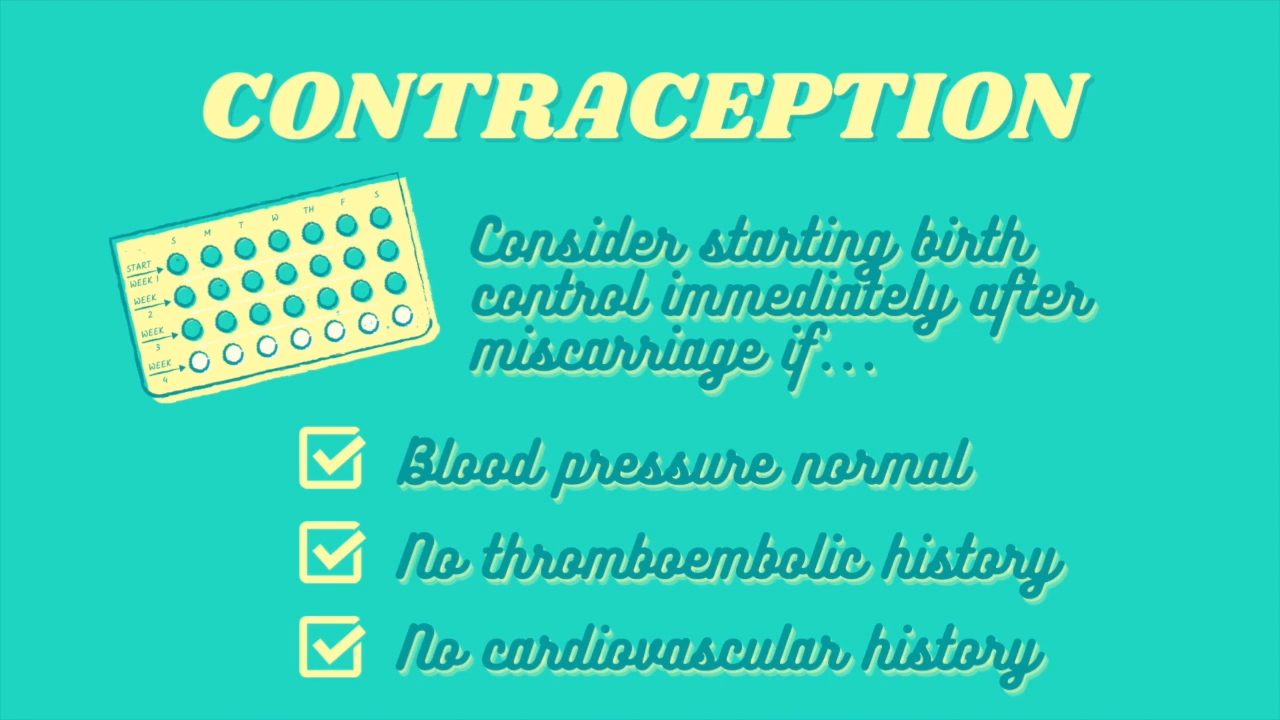 CONTRACEPTION
S M T W TH F S
START
WEEK 1
WEEK
2
WEEK
3
WEEK
4
Consider starting birth
control immediately after
miscarriage if...
Blood pressure normal
No thromboembolic history
No cardiovascular history